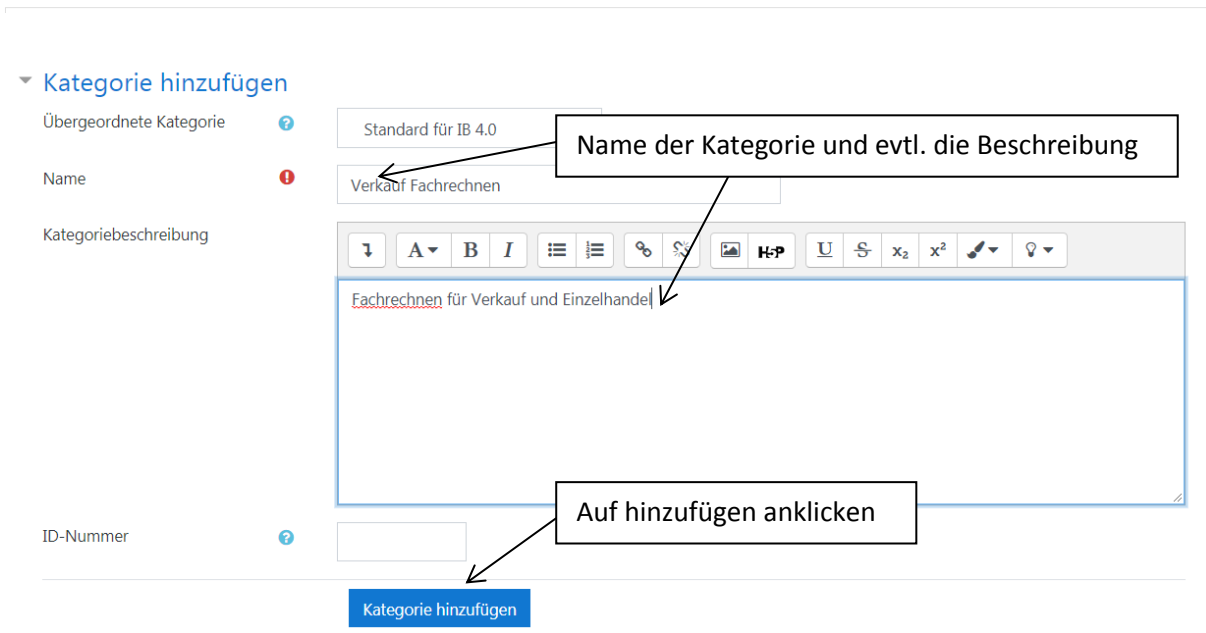 Kategorie hinzufügen
Übergeordnete Kategorie
Standard für IB 4.0
Name der Kategorie und evtl. die Beschreibung
Name
Verkauf Fachrechnen
Kategoriebeschreibung
A B I H-P U S x₂ x²
Fachrechnen für Verkauf und Einzelhandel
Auf hinzufügen anklicken
ID-Nummer
Kategorie hinzufügen